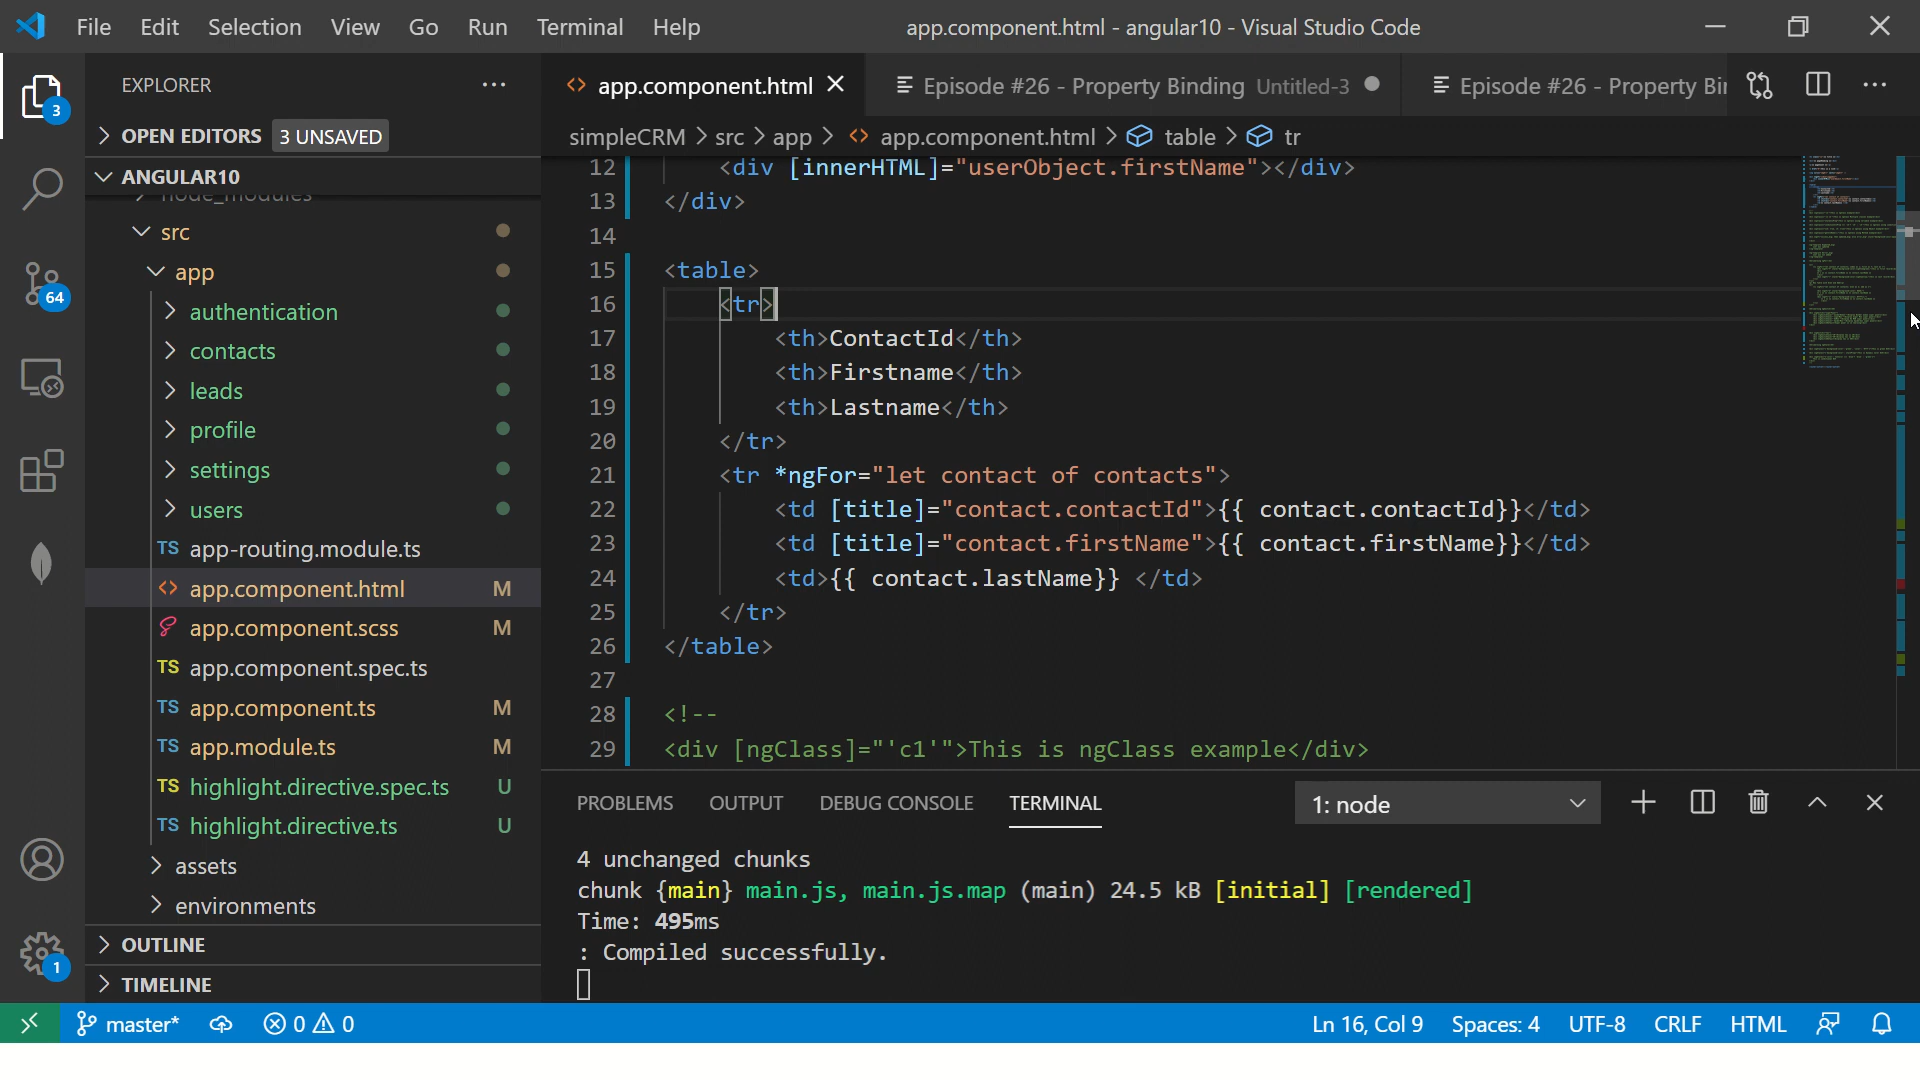 File Edit Selection View Go Run Terminal Help
app.component.html - angular10 - Visual Studio Code
EXPLORER
OPEN EDITORS 3 UNSAVED
ANGULAR10
node_modules
src
app
authentication
contacts
leads
profile
settings
users
TS app-routing.module.ts
<> app.component.html M
app.component.scss M
TS app.component.spec.ts
TS app.component.ts M
TS app.module.ts M
TS highlight.directive.spec.ts U
TS highlight.directive.ts U
assets
environments
OUTLINE
TIMELINE
3
64
1
<> app.component.html
Episode #26 - Property Binding Untitled-3
Episode #26 - Property Bir
simpleCRM > src > app > <> app.component.html > table > tr
12 <div [innerHTML]="userObject.firstName"></div>
13 </div>
14
15 <table>
16 <tr>
17 <th>ContactId</th>
18 <th>Firstname</th>
19 <th>Lastname</th>
20 </tr>
21 <tr *ngFor="let contact of contacts">
22 <td [title]="contact.contactId">{{ contact.contactId}}</td>
23 <td [title]="contact.firstName">{{ contact.firstName}}</td>
24 <td>{{ contact.lastName}} </td>
25 </tr>
26 </table>
27
28 <!--
29 <div [ngClass]="'c1'">This is ngClass example</div>
PROBLEMS OUTPUT DEBUG CONSOLE TERMINAL
1: node
4 unchanged chunks
chunk {main} main.js, main.js.map (main) 24.5 kB [initial] [rendered]
Time: 495ms
: Compiled successfully.
master* 0 0
Ln 16, Col 9 Spaces: 4 UTF-8 CRLF HTML